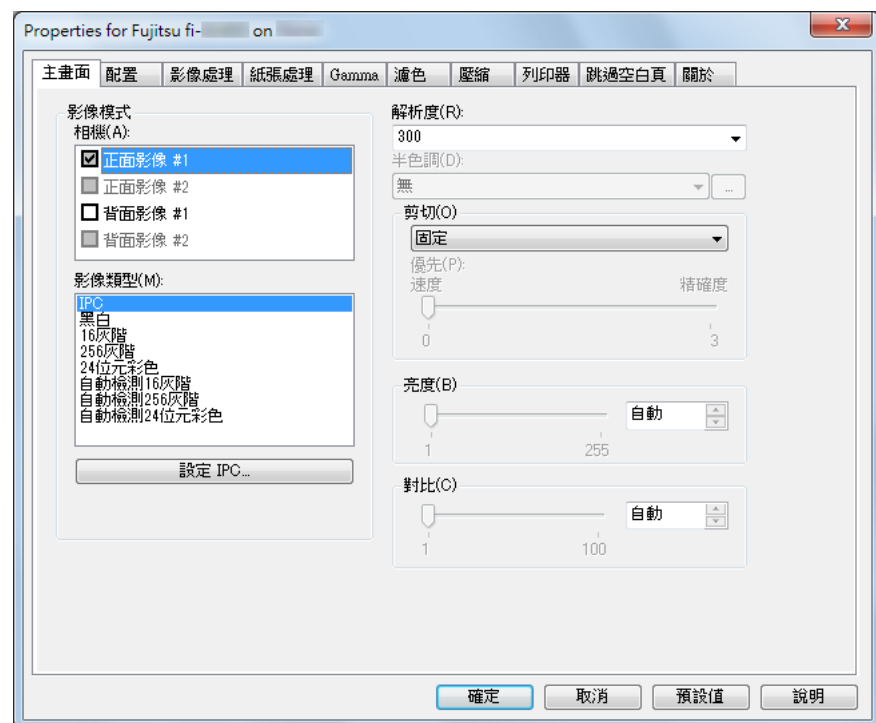 Properties for Fujitsu fi- on
主畫面 配置 影像處理 紙張處理 Gamma 濾色 壓縮 列印器 跳過空白頁 關於
影像模式
相機(A):
正面影像 #1
正面影像 #2
背面影像 #1
背面影像 #2
影像類型(M):
IPC
黑白
16灰階
256灰階
24位元彩色
自動檢測16灰階
自動檢測256灰階
自動檢測24位元彩色
設定 IPC...
解析度(R):
300
半色調(D):
無 ...
剪切(O)
固定
優先(P):
速度 精確度
0 3
亮度(B)
自動
1 255
對比(C)
自動
1 100
確定 取消 預設值 說明